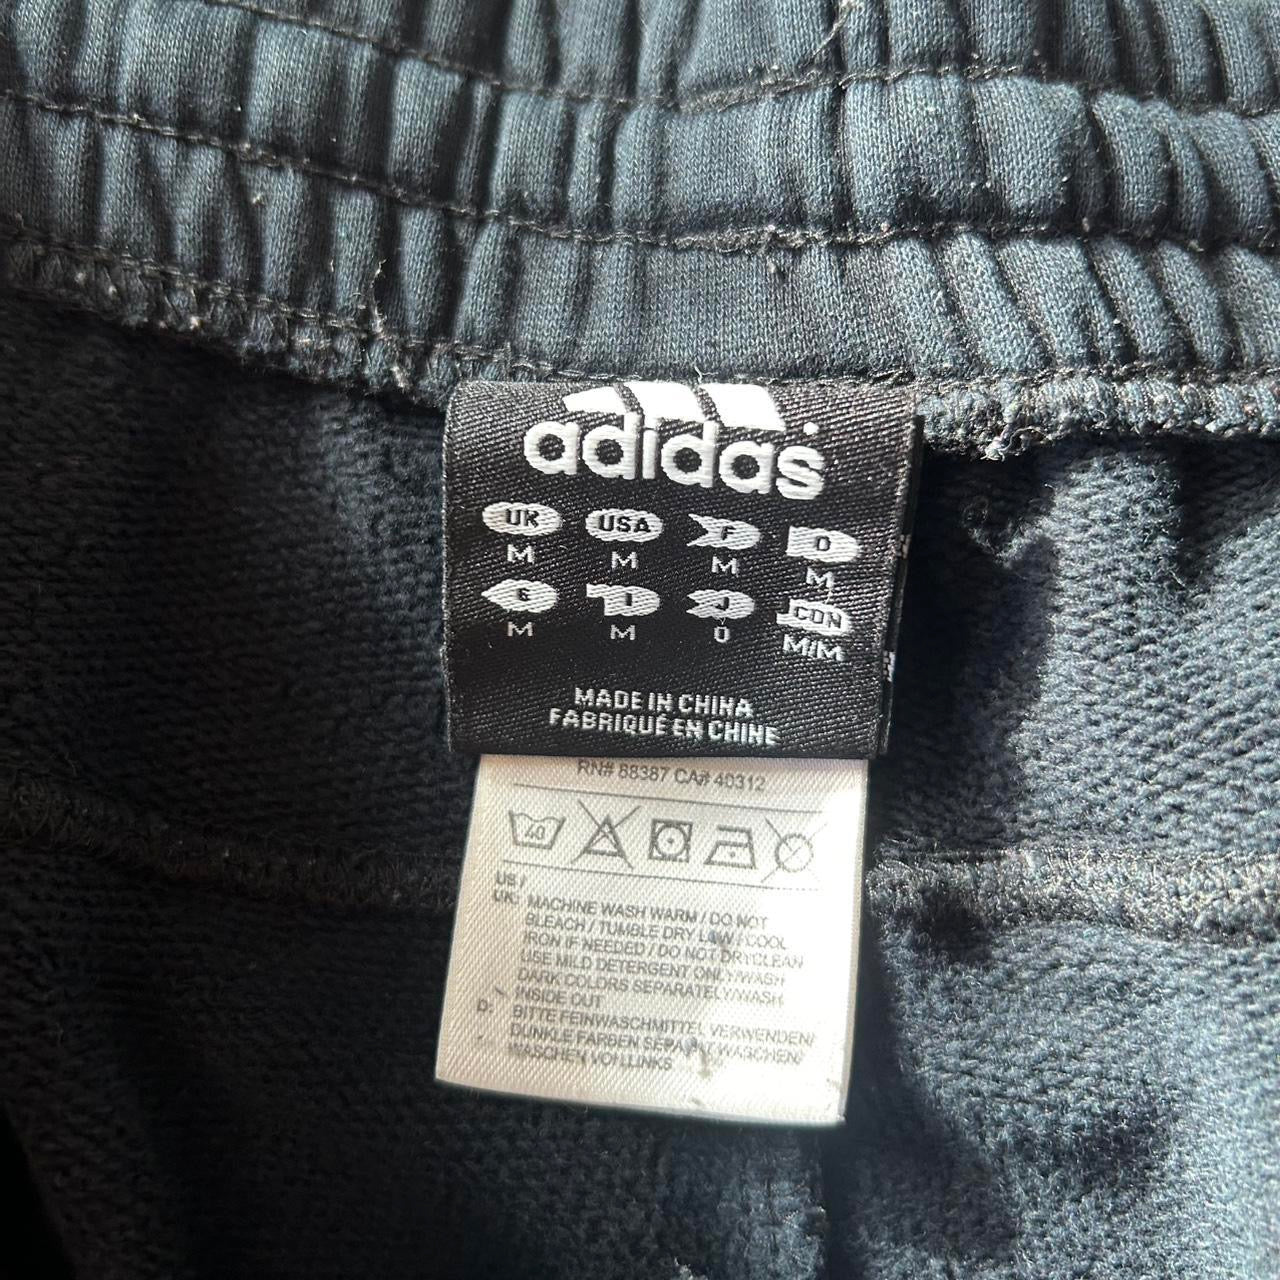 adidas
UK USA F D
M M M M
E I J CDN
M M O M/M
MADE IN CHINA
FABRIQUÉ EN CHINE
RN# 88387 CA# 40312
40
US /
UK: MACHINE WASH WARM / DO NOT
BLEACH / TUMBLE DRY LOW / COOL
IRON IF NEEDED / DO NOT DRYCLEAN
USE MILD DETERGENT ONLY/WASH
DARK COLORS SEPARATELY/WASH
INSIDE OUT
D: BITTE FEINWASCHMITTEL VERWENDEN/
DUNKLE FARBEN SEPARAT WASCHEN/
WASCHEN VON LINKS